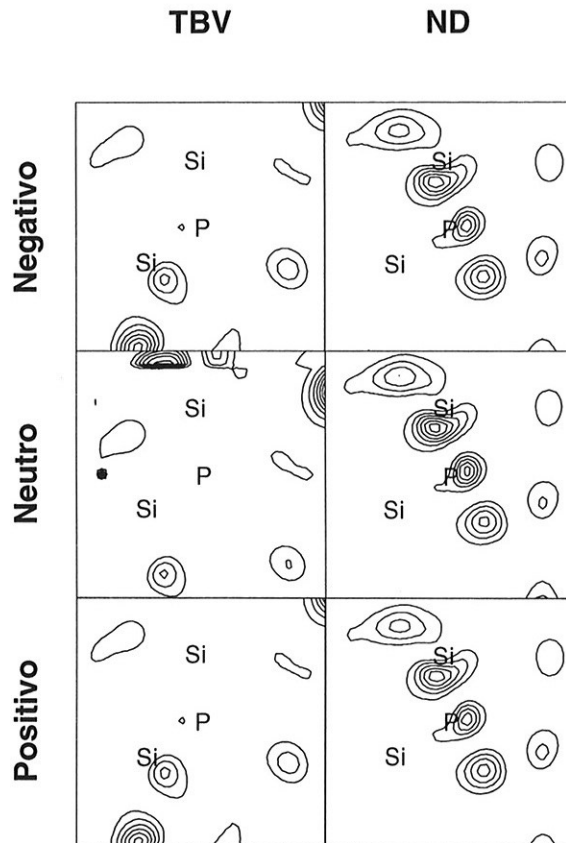 TBV ND
Negativo
Si Si
P P
Si Si
Neutro
Si Si
P P
Si Si
Positivo
Si Si
P P
Si Si